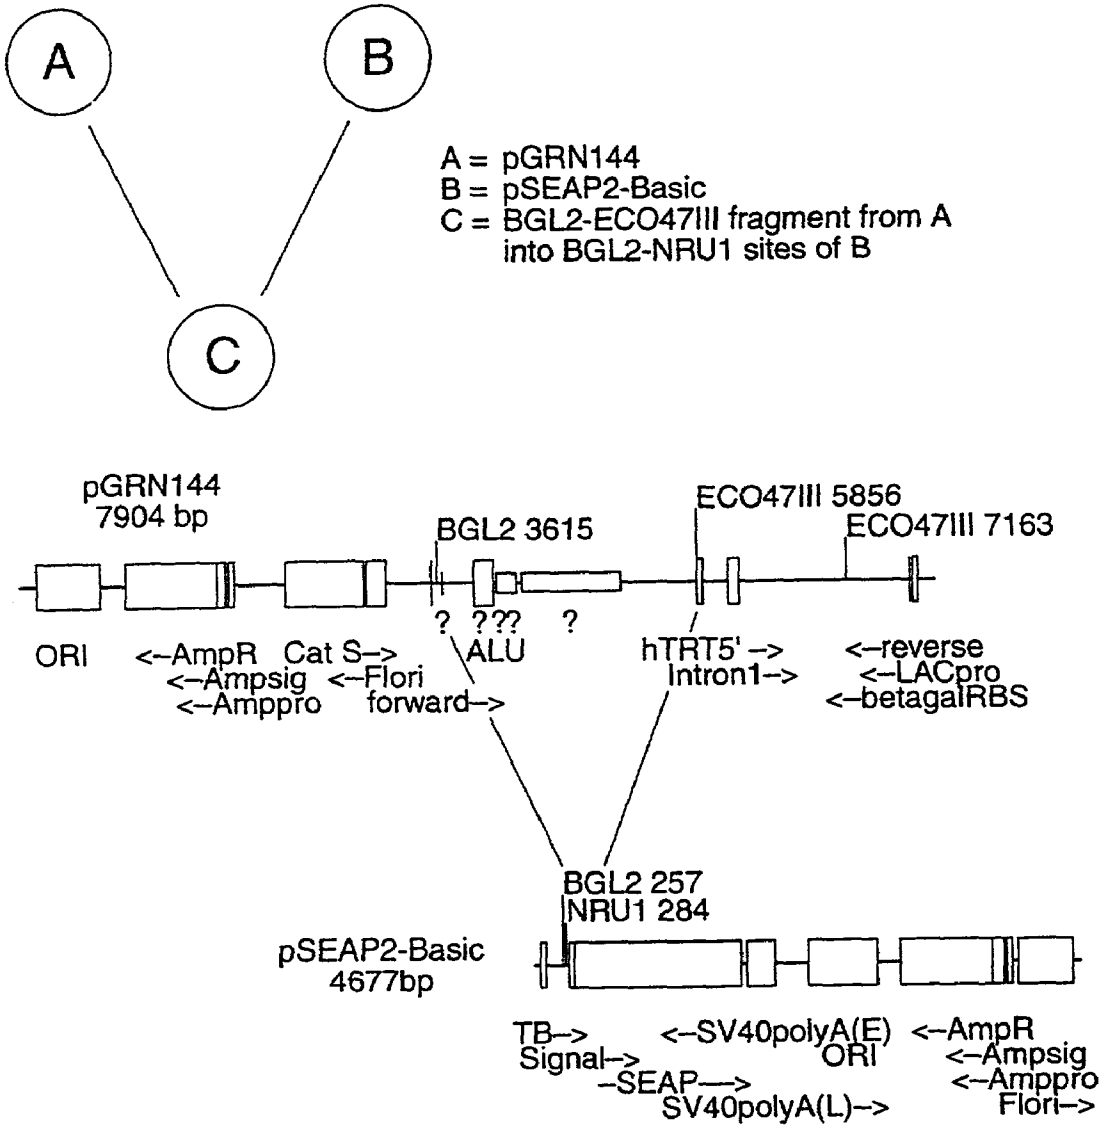 A
B
A = pGRN144
B = pSEAP2-Basic
C = BGL2-ECO47III fragment from A
into BGL2-NRU1 sites of B
C
pGRN144
7904 bp
ECO47III 5856
ECO47III 7163
BGL2 3615
? ? ? ? ?
ORI <–AmpR Cat S–> ALU hTRT5' –> <–reverse
<–Ampsig <–Flori Intron1–> <–LACpro
<–Amppro forward–> <–betagalRBS
BGL2 257
NRU1 284
pSEAP2-Basic
4677bp
TB–> <–SV40polyA(E) <–AmpR
Signal–> ORI <–Ampsig
–SEAP—> <–Amppro
SV40polyA(L)–> Flori–>